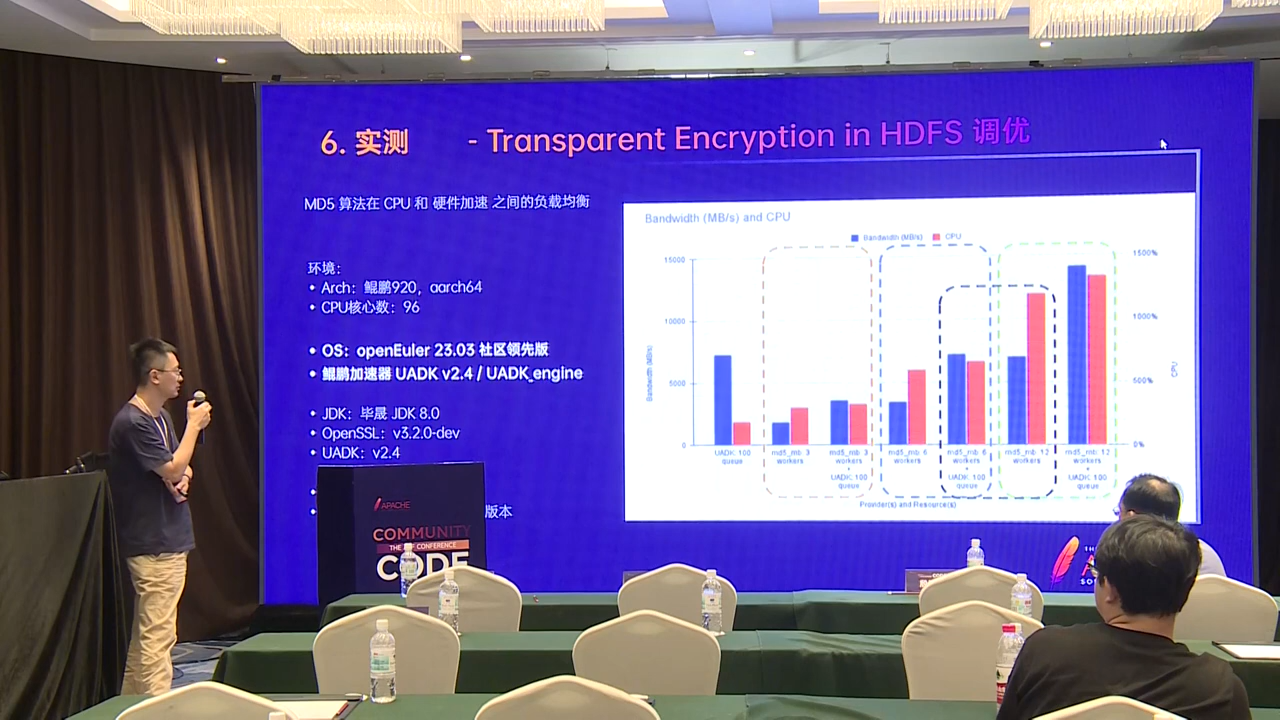 6. 实测 - Transparent Encryption in HDFS 调优
MD5 算法在 CPU 和 硬件加速 之间的负载均衡
环境：
• Arch：鲲鹏920，aarch64
• CPU核心数：96
• OS：openEuler 23.03 社区领先版
• 鲲鹏加速器 UADK v2.4 / UADK_engine
• JDK：毕昇 JDK 8.0
• OpenSSL：v3.2.0-dev
• UADK：v2.4
版本
Bandwidth (MB/s) and CPU
Bandwidth (MB/s) CPU
15000
10000
5000
0
Bandwidth (MB/s)
1500%
1000%
500%
0%
CPU
UADK: 100 queue
md5_mb: 3 workers
md5_mb: 3 workers + UADK: 100 queue
md5_mb: 6 workers
md5_mb: 6 workers + UADK: 100 queue
md5_mb: 12 workers
md5_mb: 12 workers + UADK: 100 queue
Provider(s) and Resource(s)
APACHE
COMMUNITY
CONFERENCE
CODE